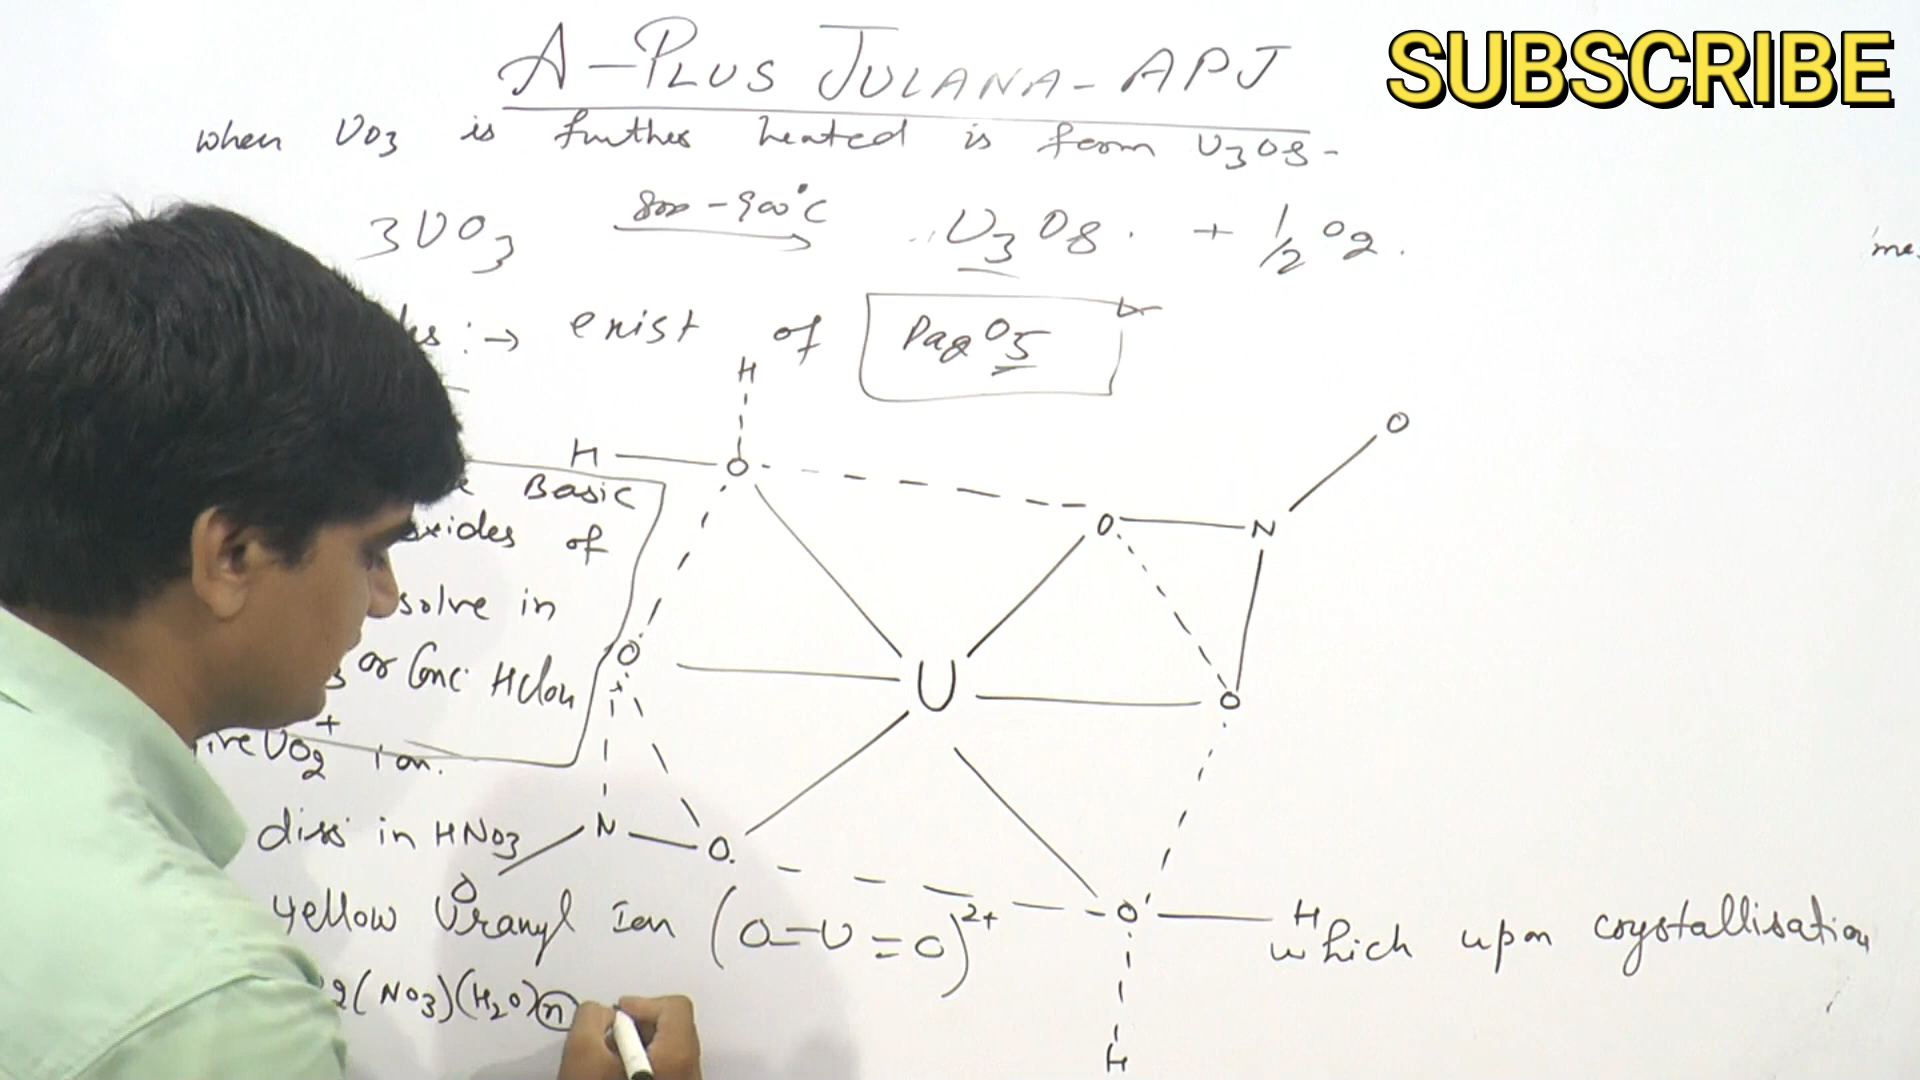 A-PLUS JULANA-APJ
SUBSCRIBE
when UO3 is further heated is form U3O8-
3UO3 800-900°C U3O8. + 1/2 O2.
:→ exist of Pa2O5
H
O
H O
Basic
O N
oxides of
solve in
O U O
or Conc HClon
UO2+ ion.
diss in HNO3 N O.
O
yellow Uranyl Ion (O=U=O)2+ O H
which upon crystallisation
2(NO3)(H2O)n
H